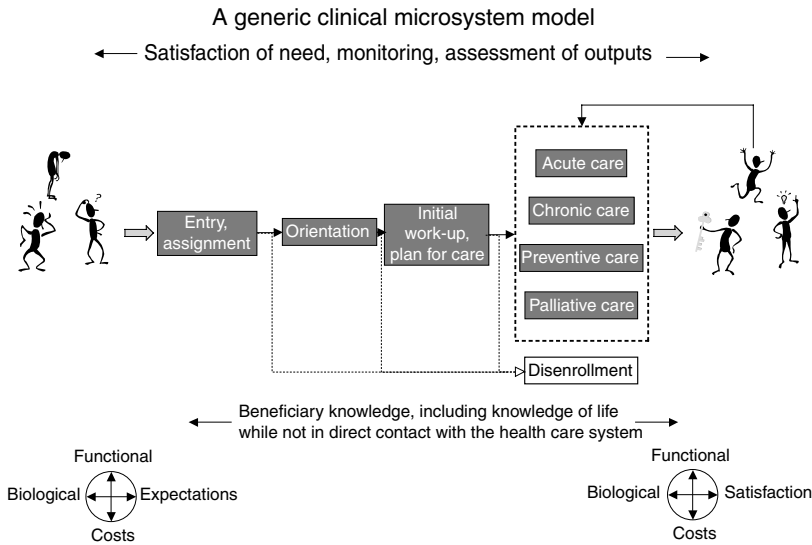 A generic clinical microsystem model
Satisfaction of need, monitoring, assessment of outputs
?
Entry,
assignment
Orientation
Initial
work-up,
plan for care
Acute care
Chronic care
Preventive care
Palliative care
Disenrollment
Beneficiary knowledge, including knowledge of life
while not in direct contact with the health care system
Functional
Biological
Expectations
Costs
Functional
Biological
Satisfaction
Costs